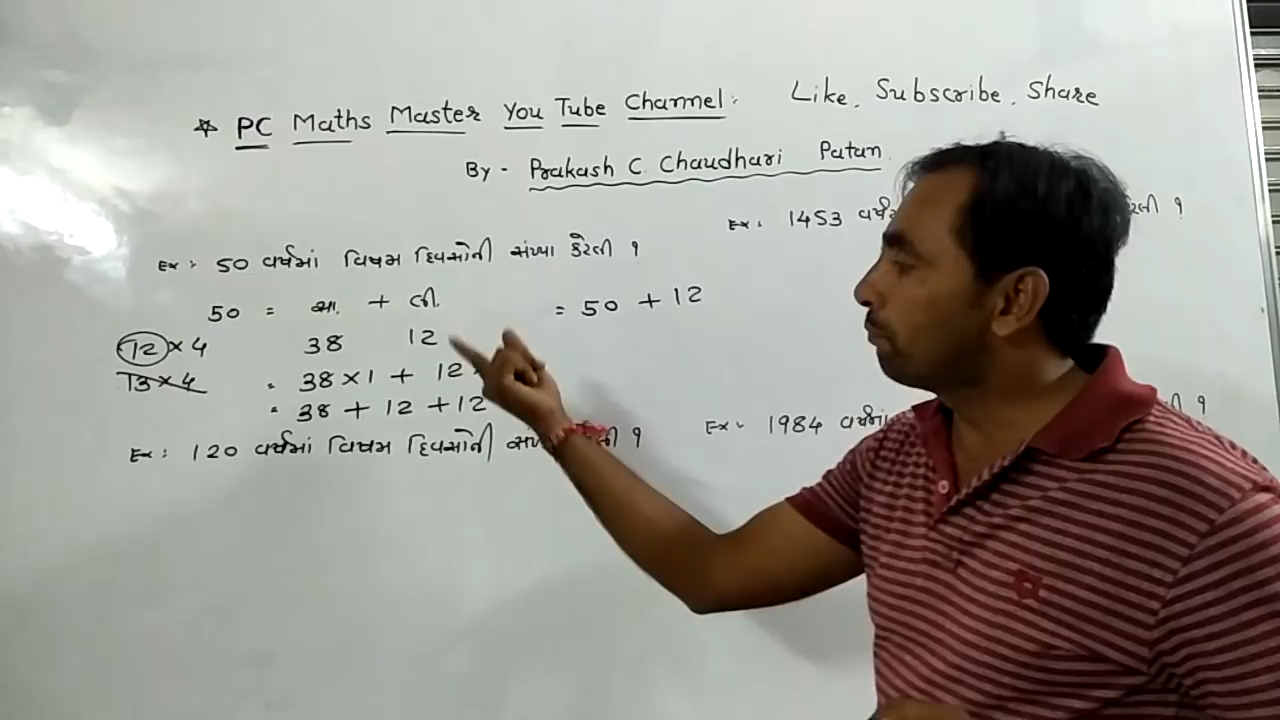 ☆ PC Maths Master You Tube Channel: Like, Subscribe, Share
By - Prakash C. Chaudhari Patan
Ex: 50 વર્ષમાં વિષમ દિવસોની સંખ્યા કેટલી ?
50 = સા. + લી.
12 × 4 38 12
13 × 4 = 38 × 1 + 12
= 38 + 12 + 12
= 50 + 12
Ex: 120 વર્ષમાં વિષમ દિવસોની
Ex: 1453
Ex: 1984 વર્ષમાં